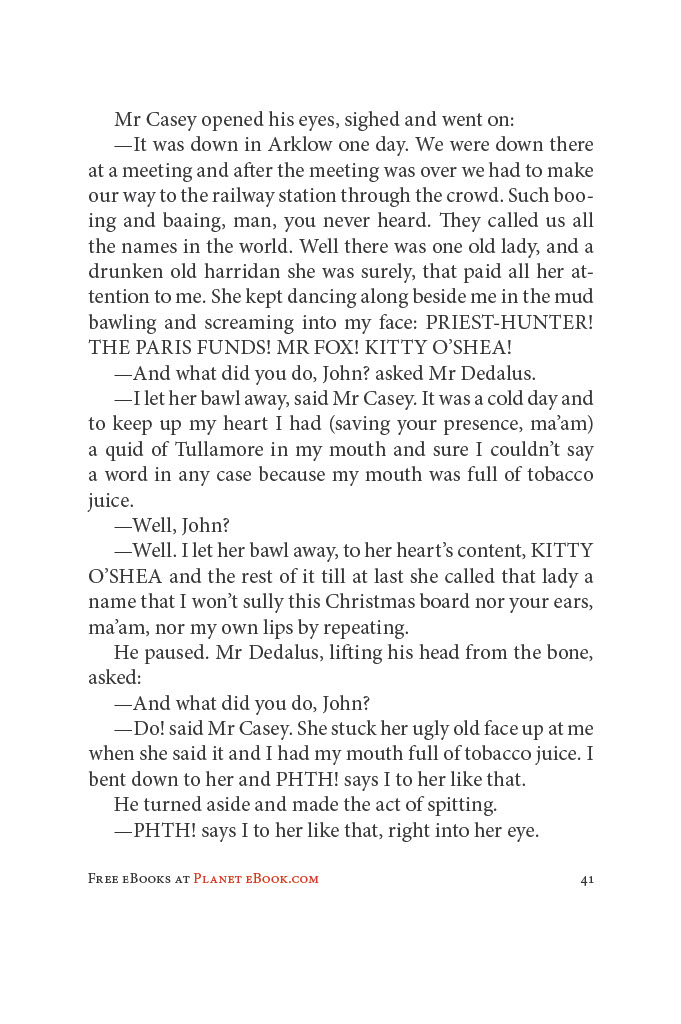 Mr Casey opened his eyes, sighed and went on:
—It was down in Arklow one day. We were down there
at a meeting and after the meeting was over we had to make
our way to the railway station through the crowd. Such boo-
ing and baaing, man, you never heard. They called us all
the names in the world. Well there was one old lady, and a
drunken old harridan she was surely, that paid all her at-
tention to me. She kept dancing along beside me in the mud
bawling and screaming into my face: PRIEST-HUNTER!
THE PARIS FUNDS! MR FOX! KITTY O’SHEA!
—And what did you do, John? asked Mr Dedalus.
—I let her bawl away, said Mr Casey. It was a cold day and
to keep up my heart I had (saving your presence, ma’am)
a quid of Tullamore in my mouth and sure I couldn’t say
a word in any case because my mouth was full of tobacco
juice.
—Well, John?
—Well. I let her bawl away, to her heart’s content, KITTY
O’SHEA and the rest of it till at last she called that lady a
name that I won’t sully this Christmas board nor your ears,
ma’am, nor my own lips by repeating.
He paused. Mr Dedalus, lifting his head from the bone,
asked:
—And what did you do, John?
—Do! said Mr Casey. She stuck her ugly old face up at me
when she said it and I had my mouth full of tobacco juice. I
bent down to her and PHTH! says I to her like that.
He turned aside and made the act of spitting.
—PHTH! says I to her like that, right into her eye.
Free eBooks at Planet eBook.com 41